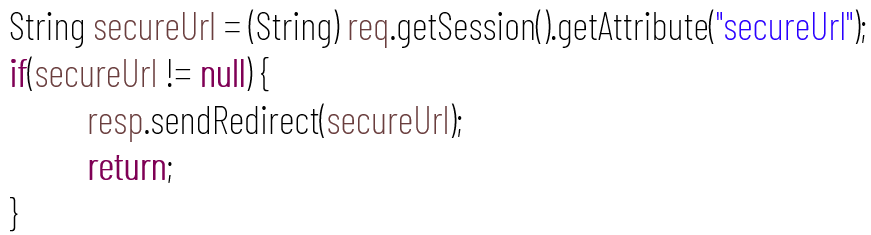 String secureUrl = (String) req.getSession().getAttribute("secureUrl");
if(secureUrl != null) {
resp.sendRedirect(secureUrl);
return;
}